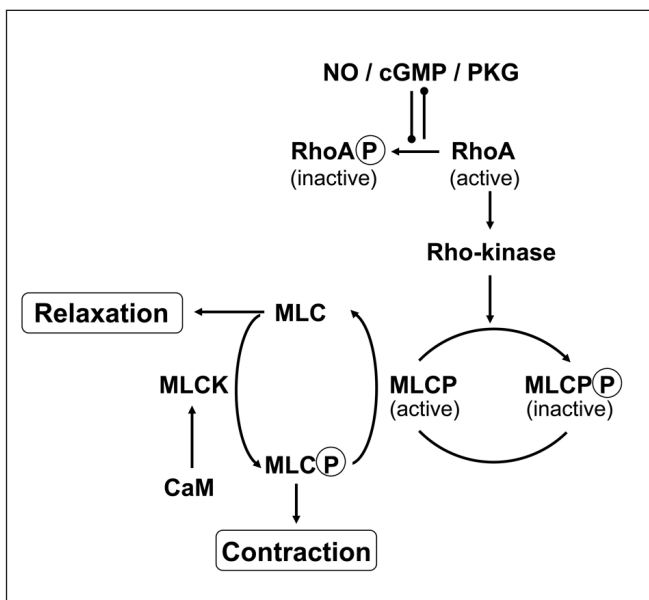 NO / cGMP / PKG
RhoA P RhoA
(inactive) (active)
Rho-kinase
Relaxation MLC
MLCK MLCP MLCP P
(active) (inactive)
MLC P
CaM
Contraction